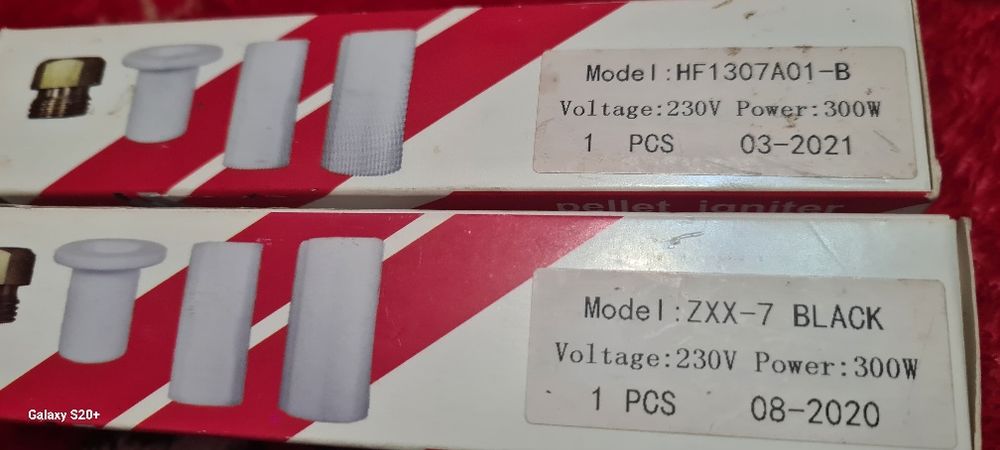 Model:HF1307A01-B
Voltage:230V Power:300W
1 PCS 03-2021
pellet igniter
Model:ZXX-7 BLACK
Voltage:230V Power:300W
1 PCS 08-2020
Galaxy S20+